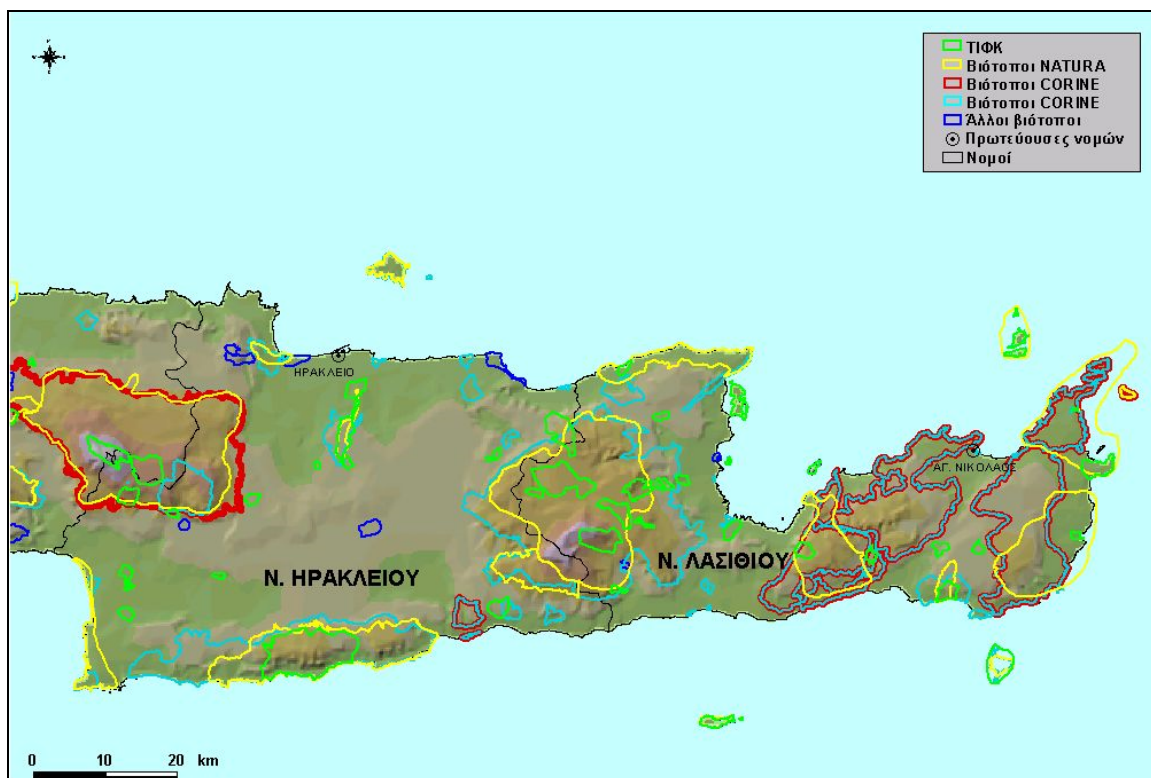 ΤΙΦΚ
Βιότοποι NATURA
Βιότοποι CORINE
Βιότοποι CORINE
Άλλοι βιότοποι
Πρωτεύουσες νομών
Νομοί
ΗΡΑΚΛΕΙΟ
ΑΓ. ΝΙΚΟΛΑΟΣ
Ν. ΛΑΣΙΘΙΟΥ
Ν. ΗΡΑΚΛΕΙΟΥ
0 10 20 km